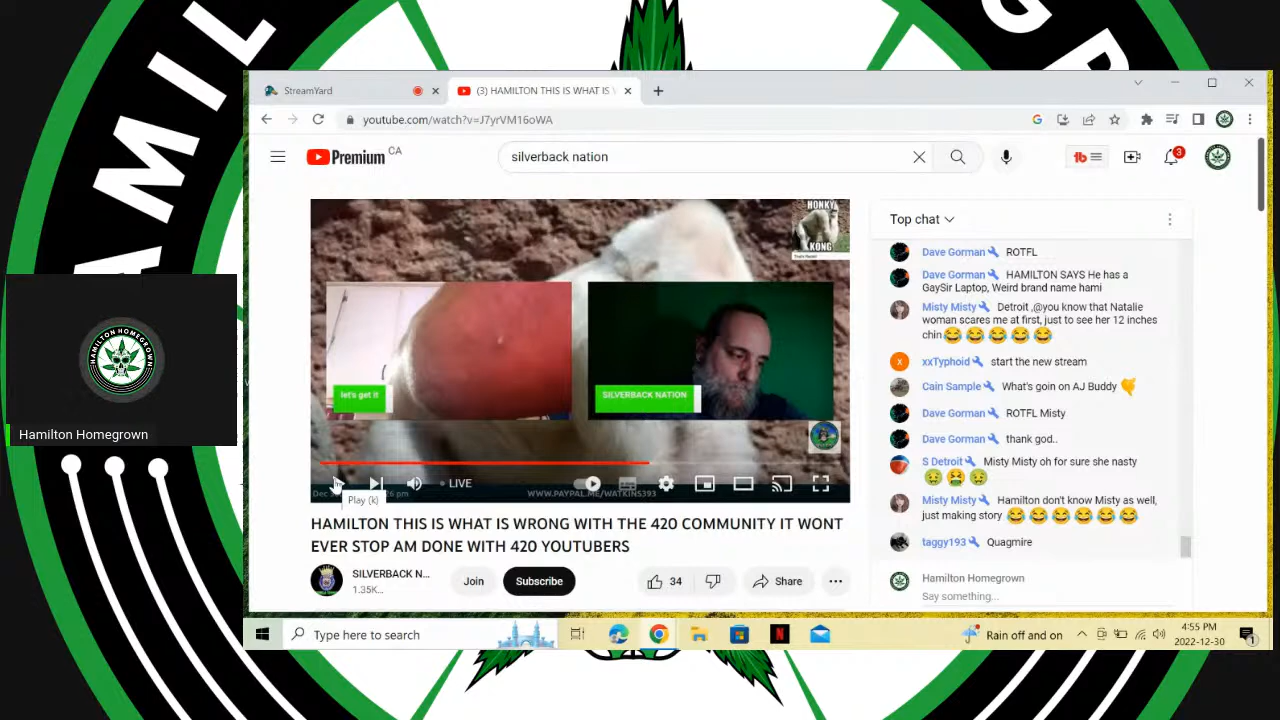 HAMIL
GR
StreamYard
(3) HAMILTON THIS IS WHAT IS
youtube.com/watch?v=J7yrVM16oWA
Premium CA
silverback nation
3
HONKY
KONG
let's get it
SILVERBACK NATION
LIVE
Play (k)
WWW.PAYPAL.ME/WATKINS393
HAMILTON THIS IS WHAT IS WRONG WITH THE 420 COMMUNITY IT WONT
EVER STOP AM DONE WITH 420 YOUTUBERS
SILVERBACK N...
1.35K...
Join
Subscribe
34
Share
Top chat
Dave Gorman ROTFL
Dave Gorman HAMILTON SAYS He has a
GaySir Laptop, Weird brand name hami
Misty Misty Detroit ,@you know that Natalie
woman scares me at first, just to see her 12 inches
chin😂😂😂😂😂
X xxTyphoid start the new stream
Cain Sample What's goin on AJ Buddy
Dave Gorman ROTFL Misty
Dave Gorman thank god..
S Detroit Misty Misty oh for sure she nasty
🤢🤮🤢
Misty Misty Hamilton don't know Misty as well,
just making story 😂😂😂😂😂😂
taggy193 Quagmire
Hamilton Homegrown
Say something...
HAMILTON HOMEGROWN
Hamilton Homegrown
Type here to search
N
Rain off and on
4:55 PM
2022-12-30
1